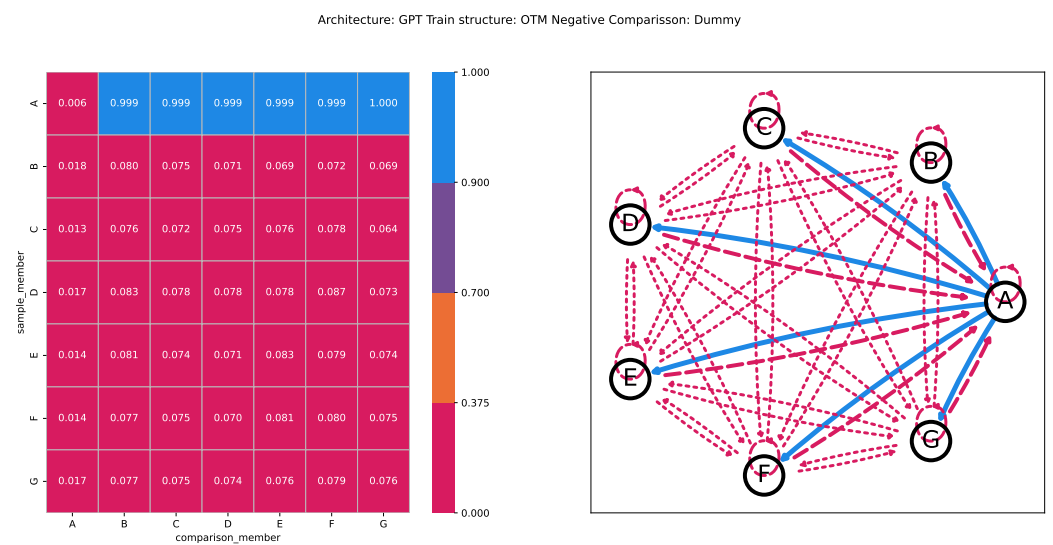 Architecture: GPT Train structure: OTM Negative Comparisson: Dummy
A 0.006 0.999 0.999 0.999 0.999 0.999 1.000
B 0.018 0.080 0.075 0.071 0.069 0.072 0.069
C 0.013 0.076 0.072 0.075 0.076 0.078 0.064
D 0.017 0.083 0.078 0.078 0.078 0.087 0.073
E 0.014 0.081 0.074 0.071 0.083 0.079 0.074
F 0.014 0.077 0.075 0.070 0.081 0.080 0.075
G 0.017 0.077 0.075 0.074 0.076 0.079 0.076
A B C D E F G
comparison_member
sample_member
1.000
0.900
0.700
0.375
0.000
C
B
D
A
E
G
F